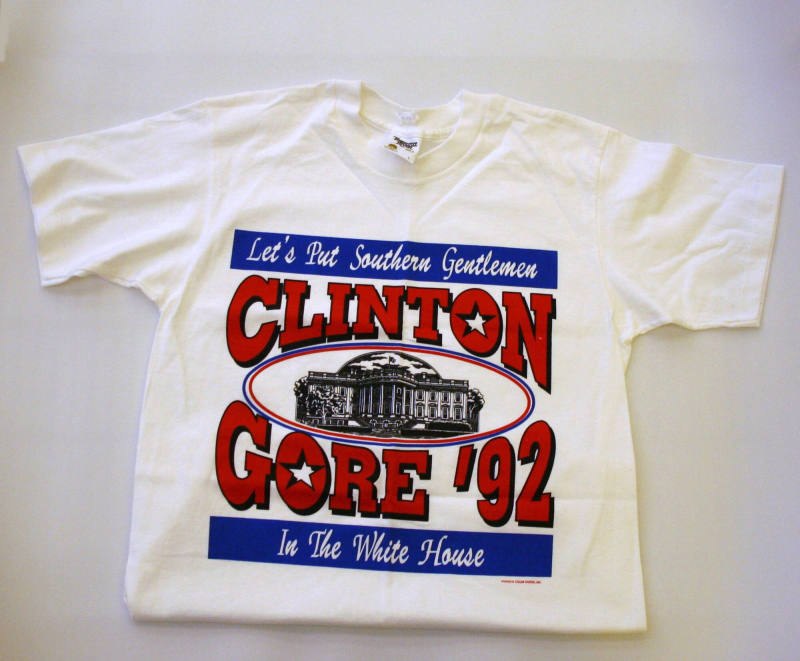 Let's Put Southern Gentlemen
CLINTON
GORE '92
In The White House